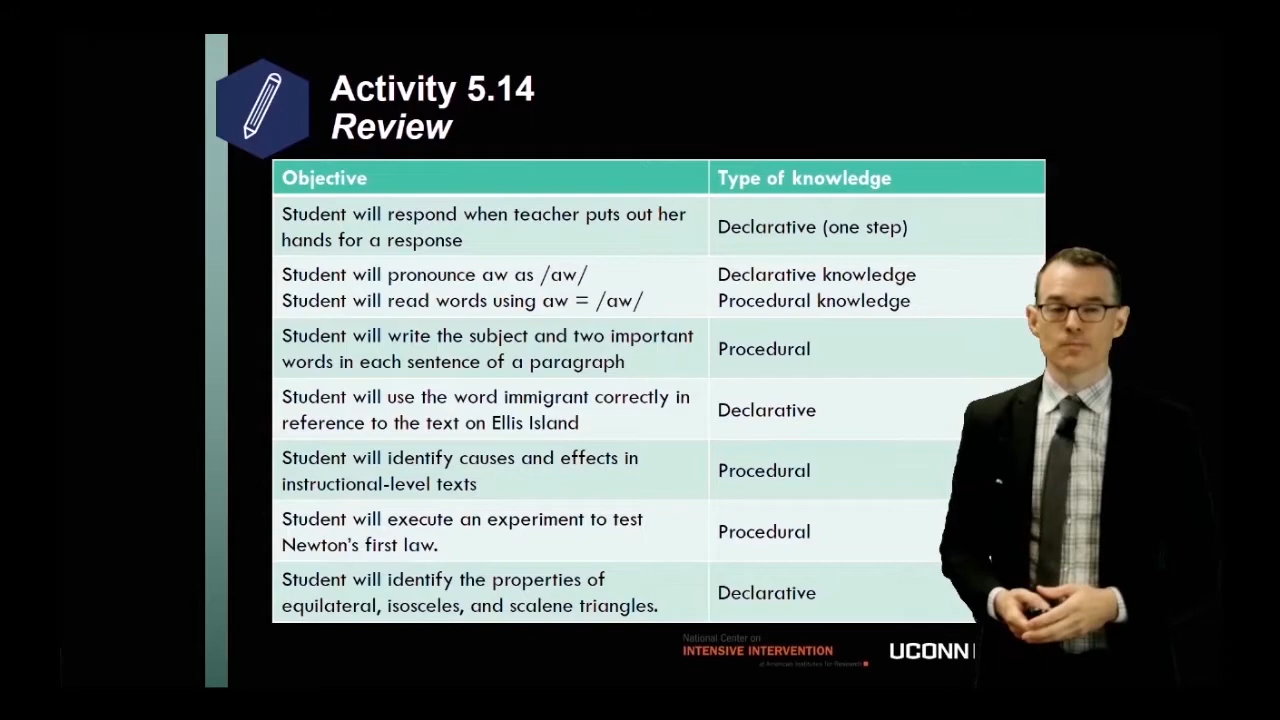 Activity 5.14
Review
Objective
Type of knowledge
Student will respond when teacher puts out her
hands for a response
Declarative (one step)
Student will pronounce aw as /aw/
Student will read words using aw = /aw/
Declarative knowledge
Procedural knowledge
Student will write the subject and two important
words in each sentence of a paragraph
Procedural
Student will use the word immigrant correctly in
reference to the text on Ellis Island
Declarative
Student will identify causes and effects in
instructional-level texts
Procedural
Student will execute an experiment to test
Newton's first law.
Procedural
Student will identify the properties of
equilateral, isosceles, and scalene triangles.
Declarative
National Center on
INTENSIVE INTERVENTION
at American Institutes for Research
UCONN